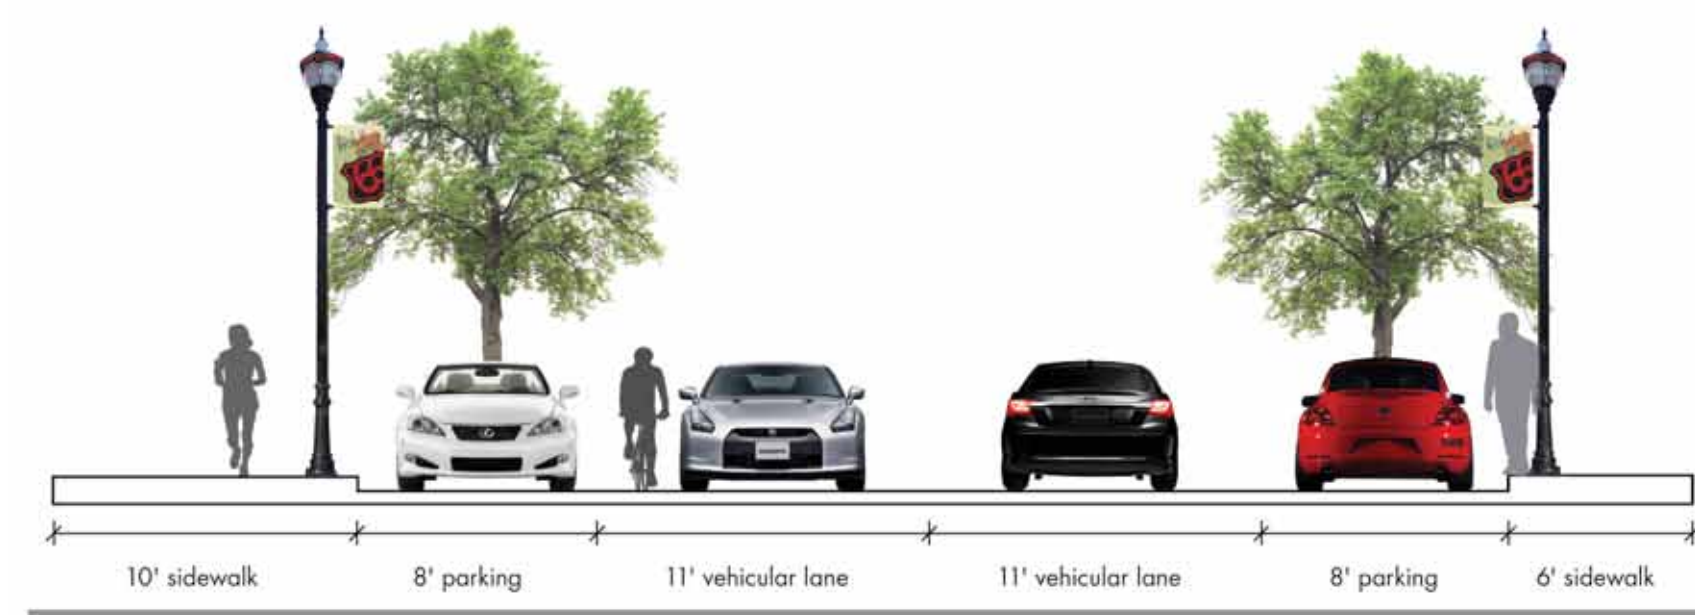 10' sidewalk
8' parking
11' vehicular lane
11' vehicular lane
8' parking
6' sidewalk